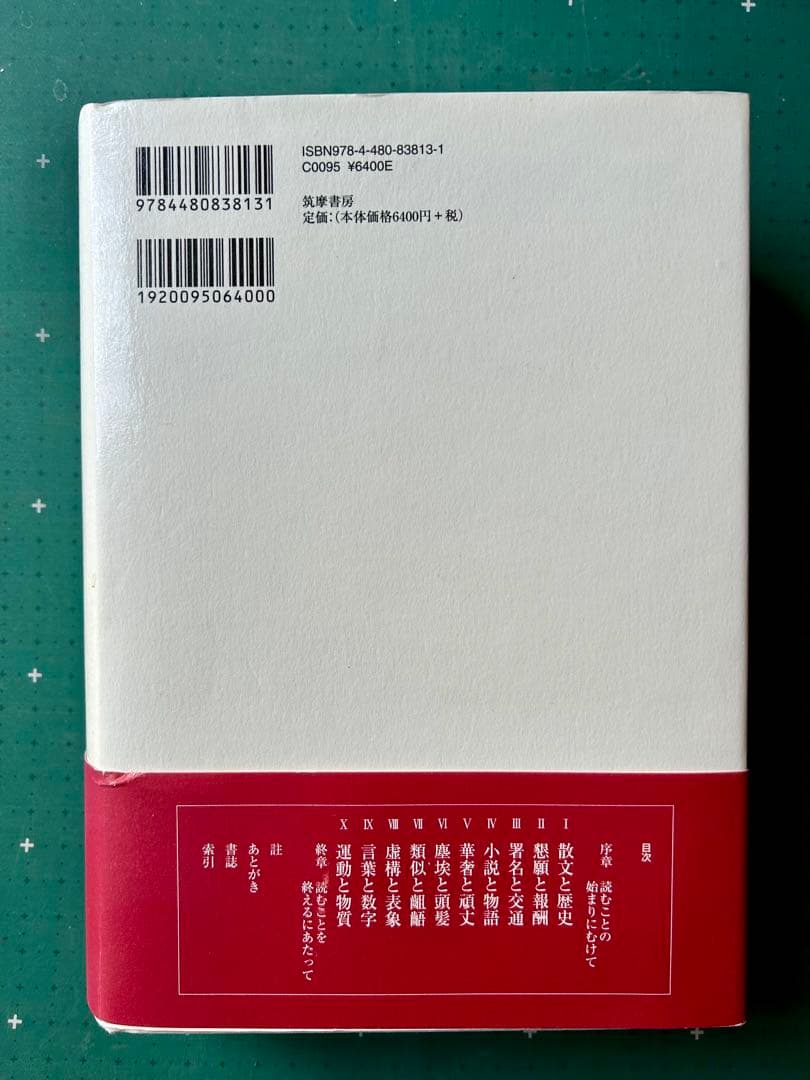 ISBN978-4-480-83813-1
C0095 ¥6400E
9784480838131
筑摩書房
定価:(本体価格6400円+税)
1920095064000
目次
序章 読むことの
始まりにむけて
Ⅰ 散文と歴史
Ⅱ 懇願と報酬
Ⅲ 署名と交通
Ⅳ 小説と物語
Ⅴ 華奢と頑丈
Ⅵ 塵埃と頭髪
Ⅶ 類似と齟齬
Ⅷ 虚構と表象
Ⅸ 言葉と数字
Ⅹ 運動と物質
終章 読むことを
終えるにあたって
註
あとがき
書誌
索引